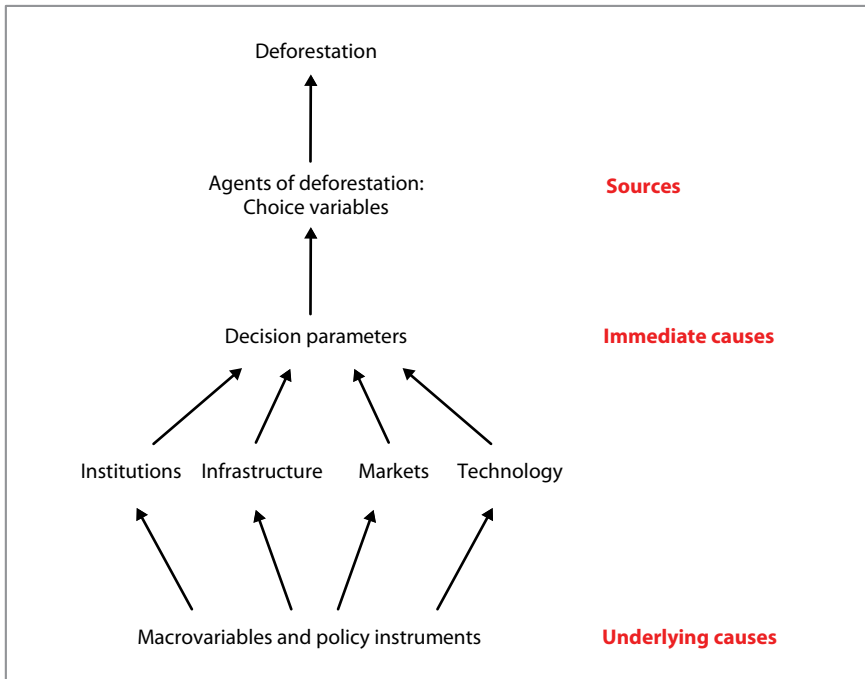 Deforestation
Agents of deforestation:
Choice variables
Sources
Decision parameters
Immediate causes
Institutions
Infrastructure
Markets
Technology
Macrovariables and policy instruments
Underlying causes